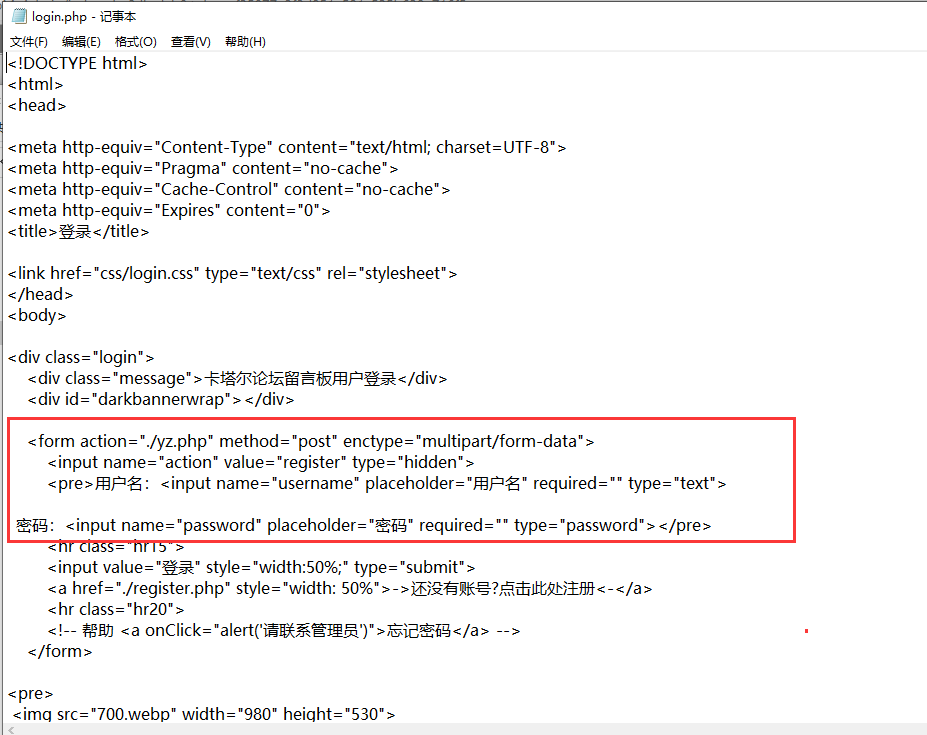 login.php - 记事本
文件(F) 编辑(E) 格式(O) 查看(V) 帮助(H)
<!DOCTYPE html>
<html>
<head>
<meta http-equiv="Content-Type" content="text/html; charset=UTF-8">
<meta http-equiv="Pragma" content="no-cache">
<meta http-equiv="Cache-Control" content="no-cache">
<meta http-equiv="Expires" content="0">
<title>登录</title>
<link href="css/login.css" type="text/css" rel="stylesheet">
</head>
<body>
<div class="login">
<div class="message">卡塔尔论坛留言板用户登录</div>
<div id="darkbannerwrap"></div>
<form action="./yz.php" method="post" enctype="multipart/form-data">
<input name="action" value="register" type="hidden">
<pre>用户名：<input name="username" placeholder="用户名" required="" type="text">
密码：<input name="password" placeholder="密码" required="" type="password"></pre>
<hr class="hr15">
<input value="登录" style="width:50%;" type="submit">
<a href="./register.php" style="width: 50%">->还没有账号?点击此处注册<-</a>
<hr class="hr20">
<!-- 帮助 <a onClick="alert('请联系管理员')">忘记密码</a> -->
</form>
<pre>
<img src="700.webp" width="980" height="530">